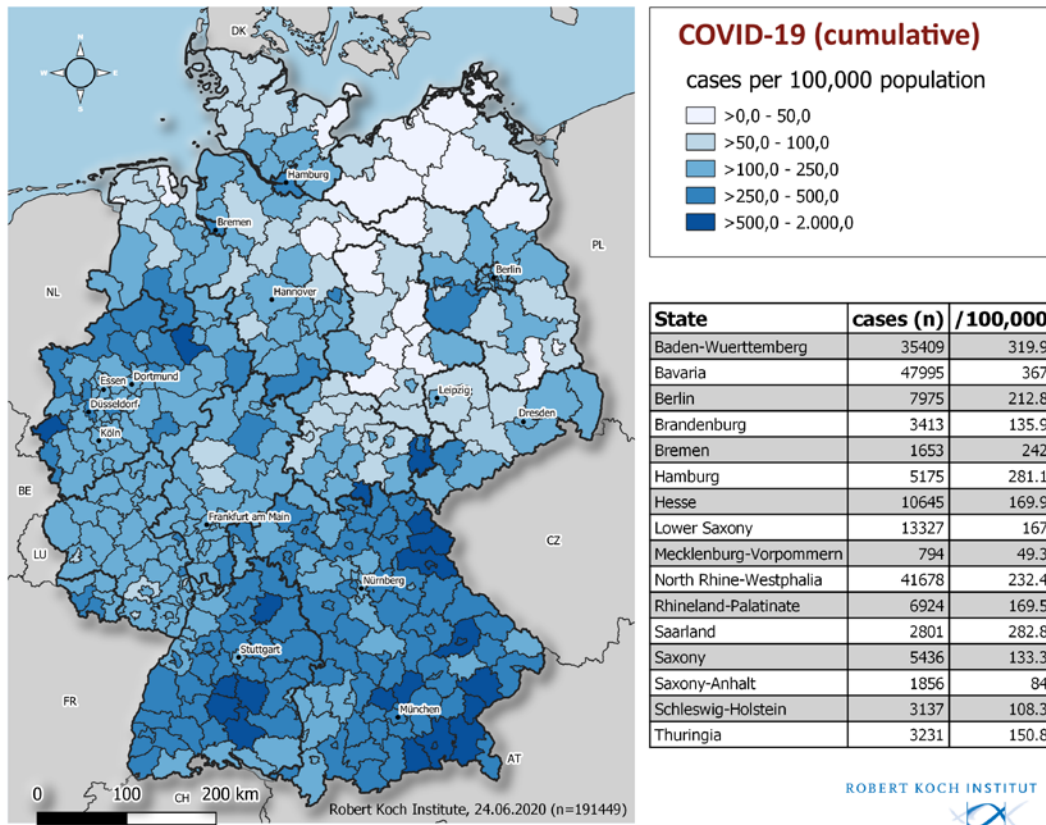 DK
N
W
E
S
Hamburg
Bremen
PL
Berlin
NL
Hannover
Essen
Dortmund
Düsseldorf
Leipzig
Dresden
Köln
BE
Frankfurt am Main
LU
CZ
Nürnberg
Stuttgart
FR
München
AT
CH
0 100 200 km
Robert Koch Institute, 24.06.2020 (n=191449)
COVID-19 (cumulative)
cases per 100,000 population
>0,0 - 50,0
>50,0 - 100,0
>100,0 - 250,0
>250,0 - 500,0
>500,0 - 2.000,0
State cases (n) /100,000
Baden-Wuerttemberg 35409 319.9
Bavaria 47995 367
Berlin 7975 212.8
Brandenburg 3413 135.9
Bremen 1653 242
Hamburg 5175 281.1
Hesse 10645 169.9
Lower Saxony 13327 167
Mecklenburg-Vorpommern 794 49.3
North Rhine-Westphalia 41678 232.4
Rhineland-Palatinate 6924 169.5
Saarland 2801 282.8
Saxony 5436 133.3
Saxony-Anhalt 1856 84
Schleswig-Holstein 3137 108.3
Thuringia 3231 150.8
ROBERT KOCH INSTITUT